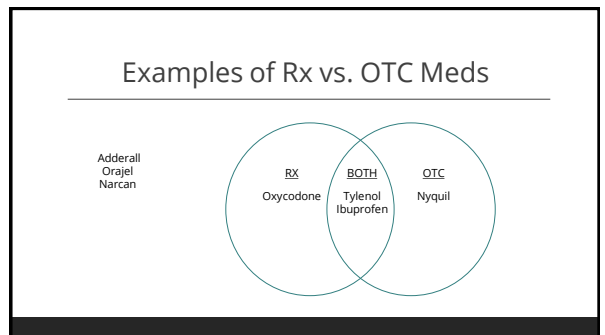 Examples of Rx vs. OTC Meds
Adderall
Orajel
Narcan
RX
Oxycodone
BOTH
Tylenol
Ibuprofen
OTC
Nyquil